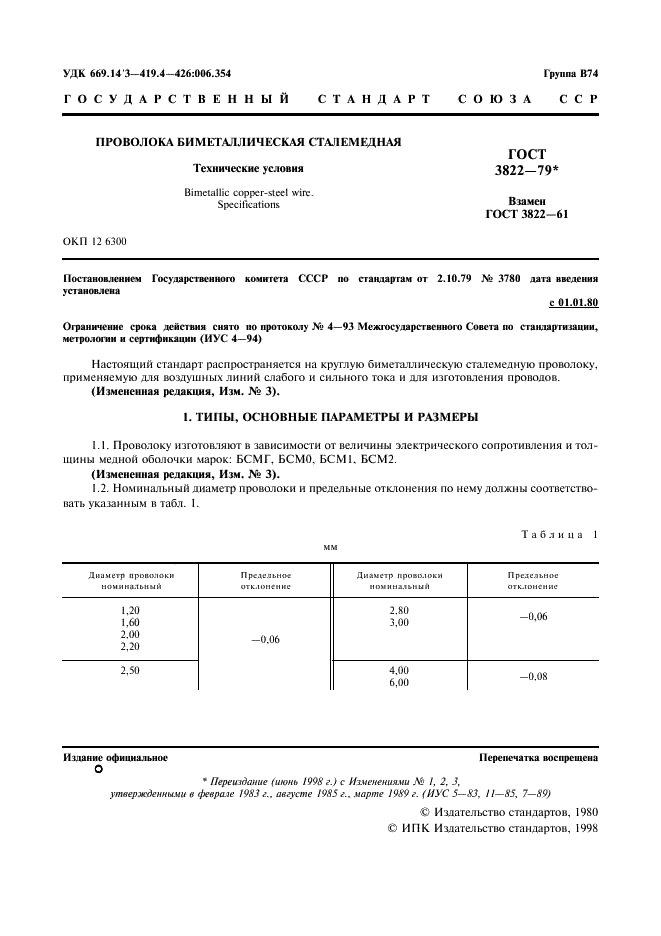 УДК 669.14'3—419.4—426:006.354 Группа В74
ГОСУДАРСТВЕННЫЙ СТАНДАРТ СОЮЗА ССР
ПРОВОЛОКА БИМЕТАЛЛИЧЕСКАЯ СТАЛЕМЕДНАЯ
Технические условия
Bimetallic copper-steel wire.
Specifications
ГОСТ
3822—79*
Взамен
ГОСТ 3822—61
ОКП 12 6300
Постановлением Государственного комитета СССР по стандартам от 2.10.79 № 3780 дата введения
установлена
с 01.01.80
Ограничение срока действия снято по протоколу № 4—93 Межгосударственного Совета по стандартизации,
метрологии и сертификации (ИУС 4—94)
Настоящий стандарт распространяется на круглую биметаллическую сталемедную проволоку,
применяемую для воздушных линий слабого и сильного тока и для изготовления проводов.
(Измененная редакция, Изм. № 3).
1. ТИПЫ, ОСНОВНЫЕ ПАРАМЕТРЫ И РАЗМЕРЫ
1.1. Проволоку изготовляют в зависимости от величины электрического сопротивления и тол-
щины медной оболочки марок: БСМГ, БСМ0, БСМ1, БСМ2.
(Измененная редакция, Изм. № 3).
1.2. Номинальный диаметр проволоки и предельные отклонения по нему должны соответство-
вать указанным в табл. 1.
Таблица 1
мм
Диаметр проволоки Предельное Диаметр проволоки Предельное
номинальный отклонение номинальный отклонение
1,20 2,80
1,60 3,00 —0,06
2,00
2,20 —0,06
2,50 4,00
6,00 —0,08
Издание официальное Перепечатка воспрещена
* Переиздание (июнь 1998 г.) с Изменениями № 1, 2, 3,
утвержденными в феврале 1983 г., августе 1985 г., марте 1989 г. (ИУС 5—83, 11—85, 7—89)
© Издательство стандартов, 1980
© ИПК Издательство стандартов, 1998